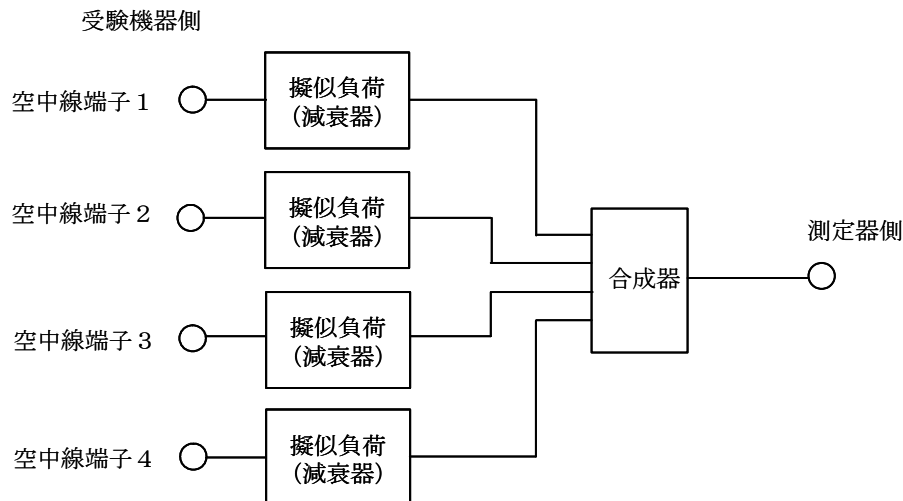 受験機器側
空中線端子１
擬似負荷
（減衰器）
空中線端子２
擬似負荷
（減衰器）
測定器側
合成器
空中線端子３
擬似負荷
（減衰器）
空中線端子４
擬似負荷
（減衰器）